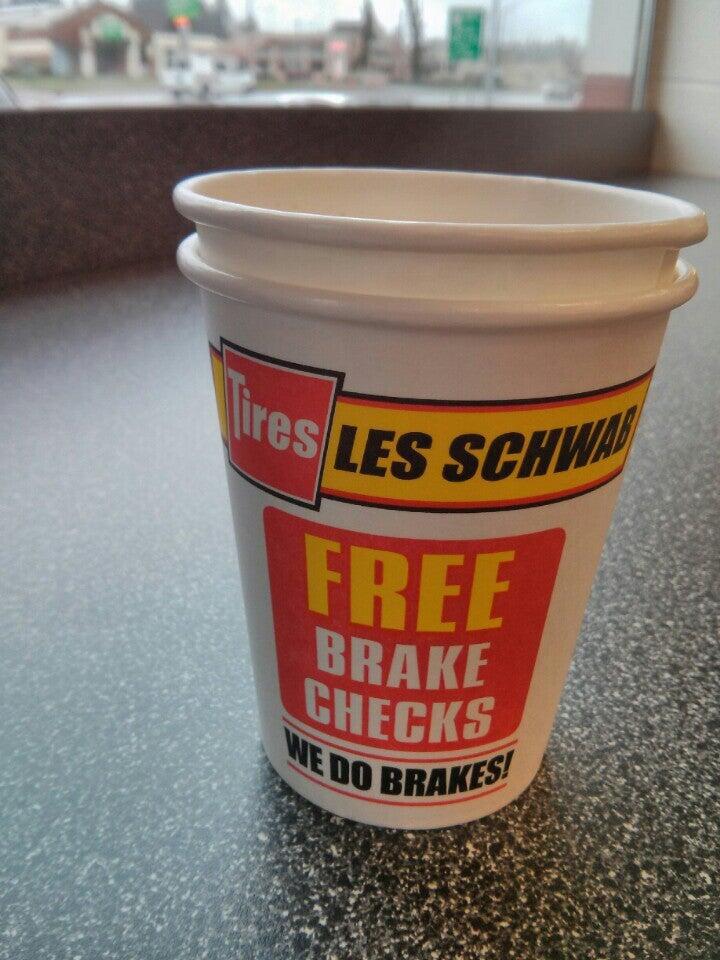 Tires LES SCHWAB
FREE
BRAKE
CHECKS
WE DO BRAKES!